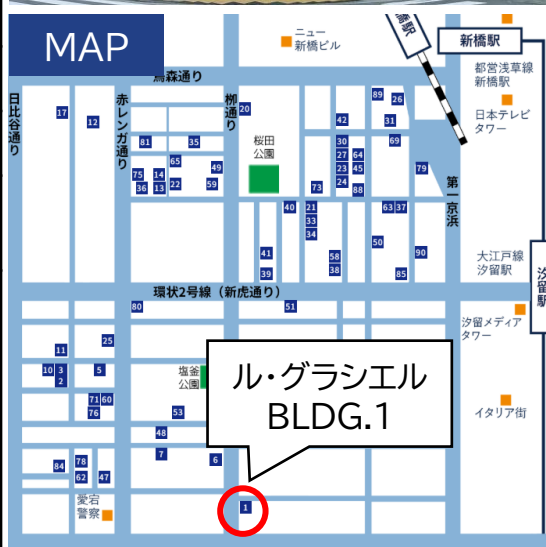 MAP
橋駅
新橋駅
ニュー
新橋ビル
烏森通り
都営浅草線
新橋駅
日本テレビ
タワー
日比谷通り
赤レンガ通り
柳通り
第一京浜
桜田
公園
17
12
20
89
26
42
31
81
35
30
69
27
64
65
23
45
49
79
75
14
24
36
13
22
59
73
88
40
21
63
37
33
34
50
41
58
90
39
38
85
大江戸線
汐留駅
汐留駅
環状2号線（新虎通り）
80
51
汐留メディア
タワー
25
11
10
3
5
2
塩釜
公園
ル・グラシエル
BLDG.1
71
60
76
53
イタリア街
48
7
6
84
78
62
47
愛宕
警察
1